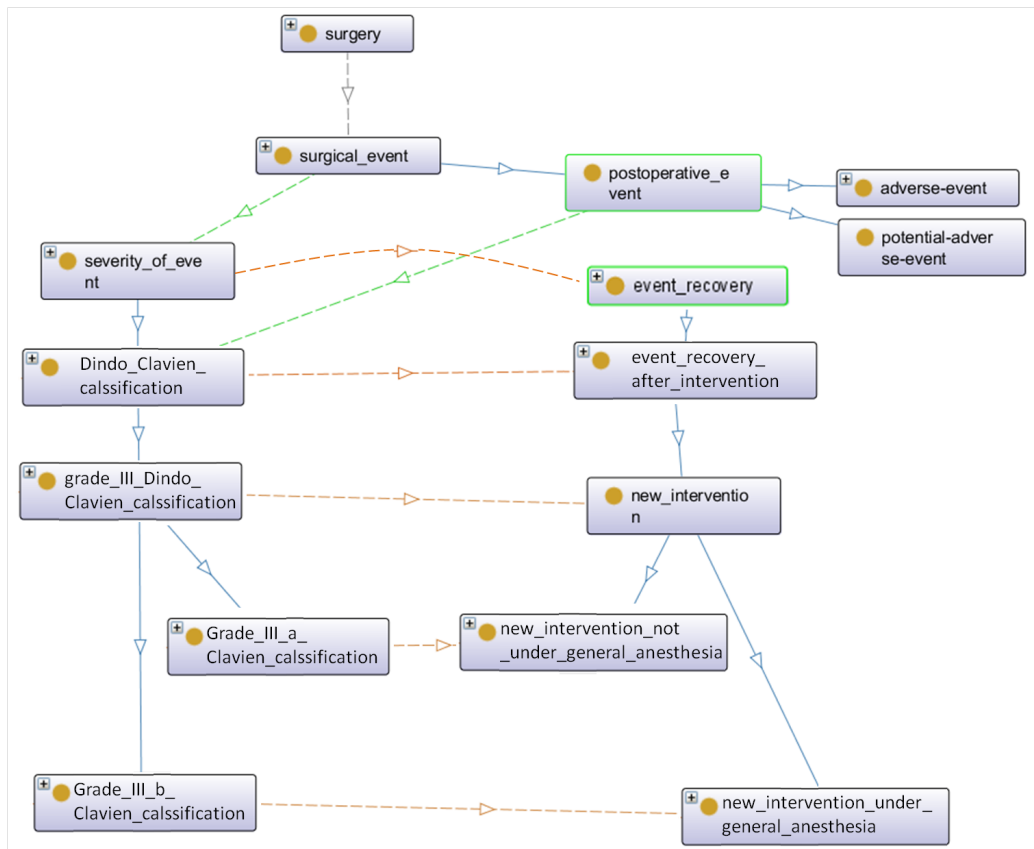 surgery
surgical_event
postoperative_e
vent
adverse-event
potential-adver
se-event
severity_of_eve
nt
event_recovery
Dindo_Clavien_
calssification
event_recovery_
after_intervention
grade_III_Dindo_
Clavien_calssification
new_interventio
n
Grade_III_a_
Clavien_calssification
new_intervention_not
_under_general_anesthesia
Grade_III_b_
Clavien_calssification
new_intervention_under_
general_anesthesia